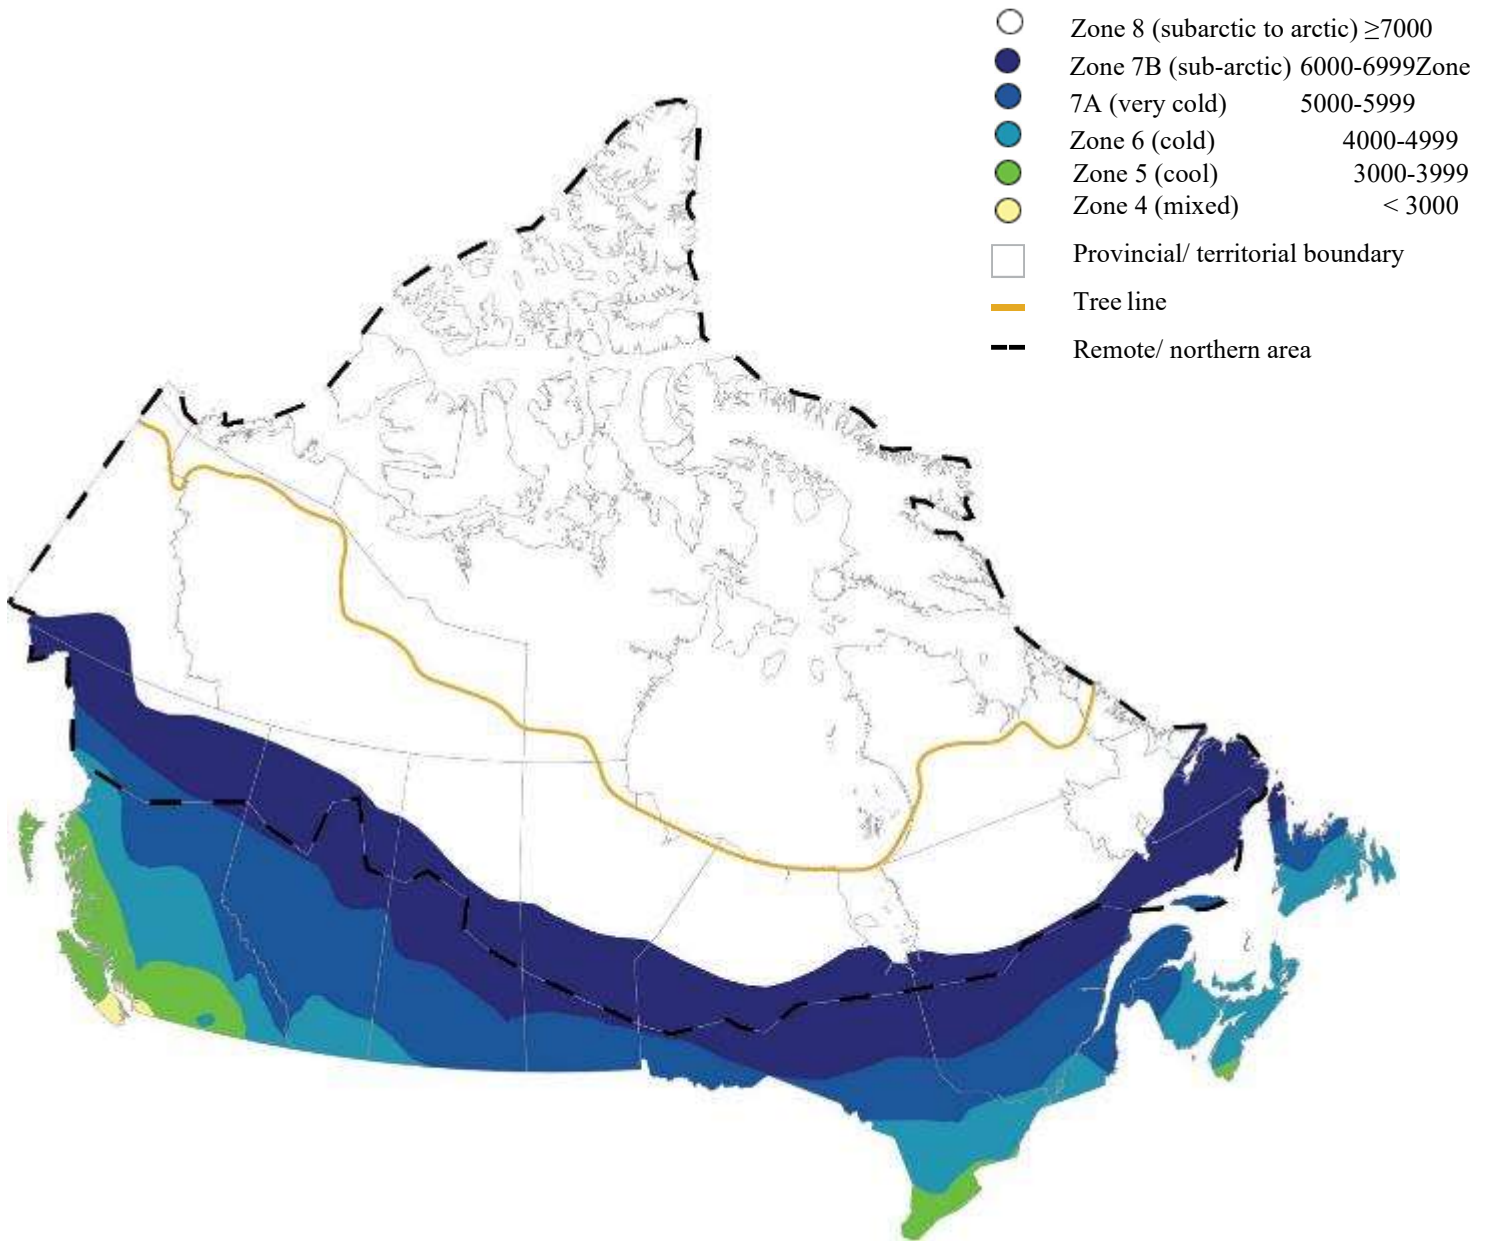 Zone 8 (subarctic to arctic) ≥7000
Zone 7B (sub-arctic) 6000-6999Zone
7A (very cold) 5000-5999
Zone 6 (cold) 4000-4999
Zone 5 (cool) 3000-3999
Zone 4 (mixed) < 3000
Provincial/ territorial boundary
Tree line
Remote/ northern area